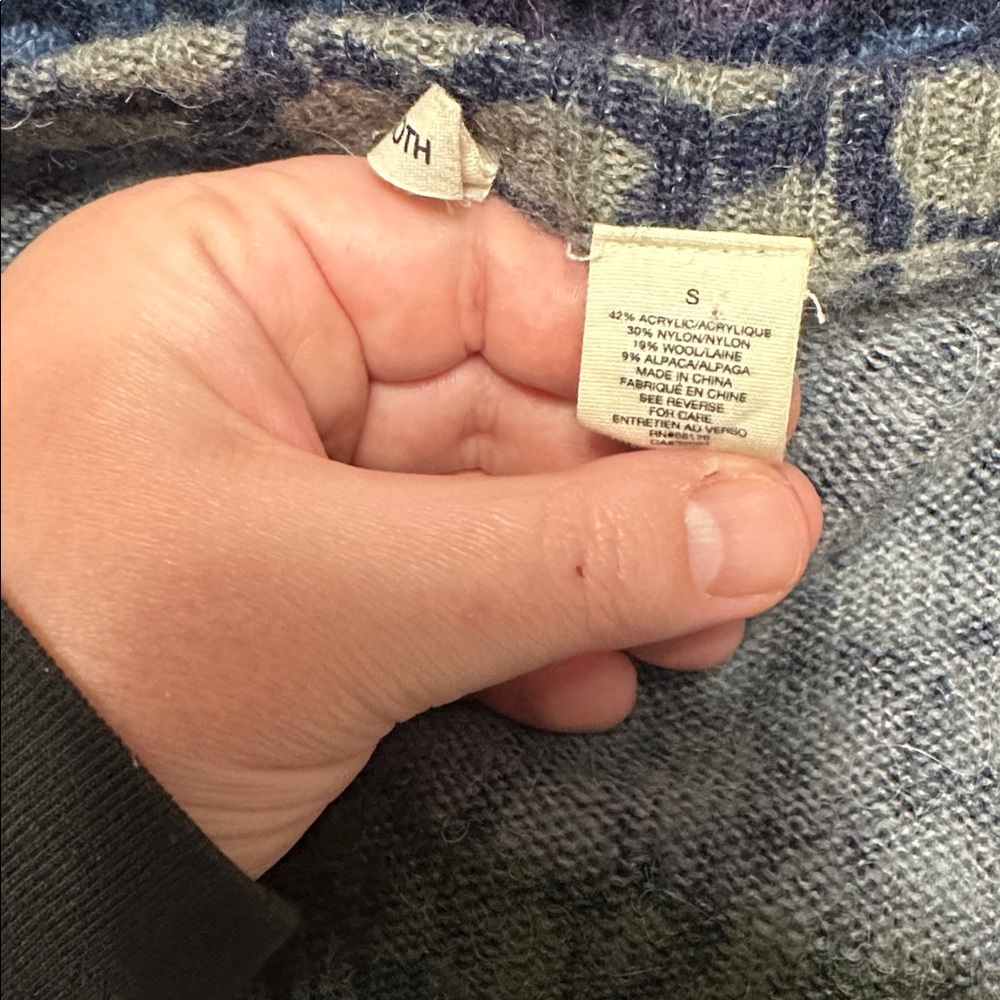 OTH
S
42% ACRYLIC/ACRYLIQUE
30% NYLON/NYLON
19% WOOL/LAINE
9% ALPACA/ALPAGA
MADE IN CHINA
FABRIQUÉ EN CHINE
SEE REVERSE
FOR CARE
ENTRETIEN AU VERSO